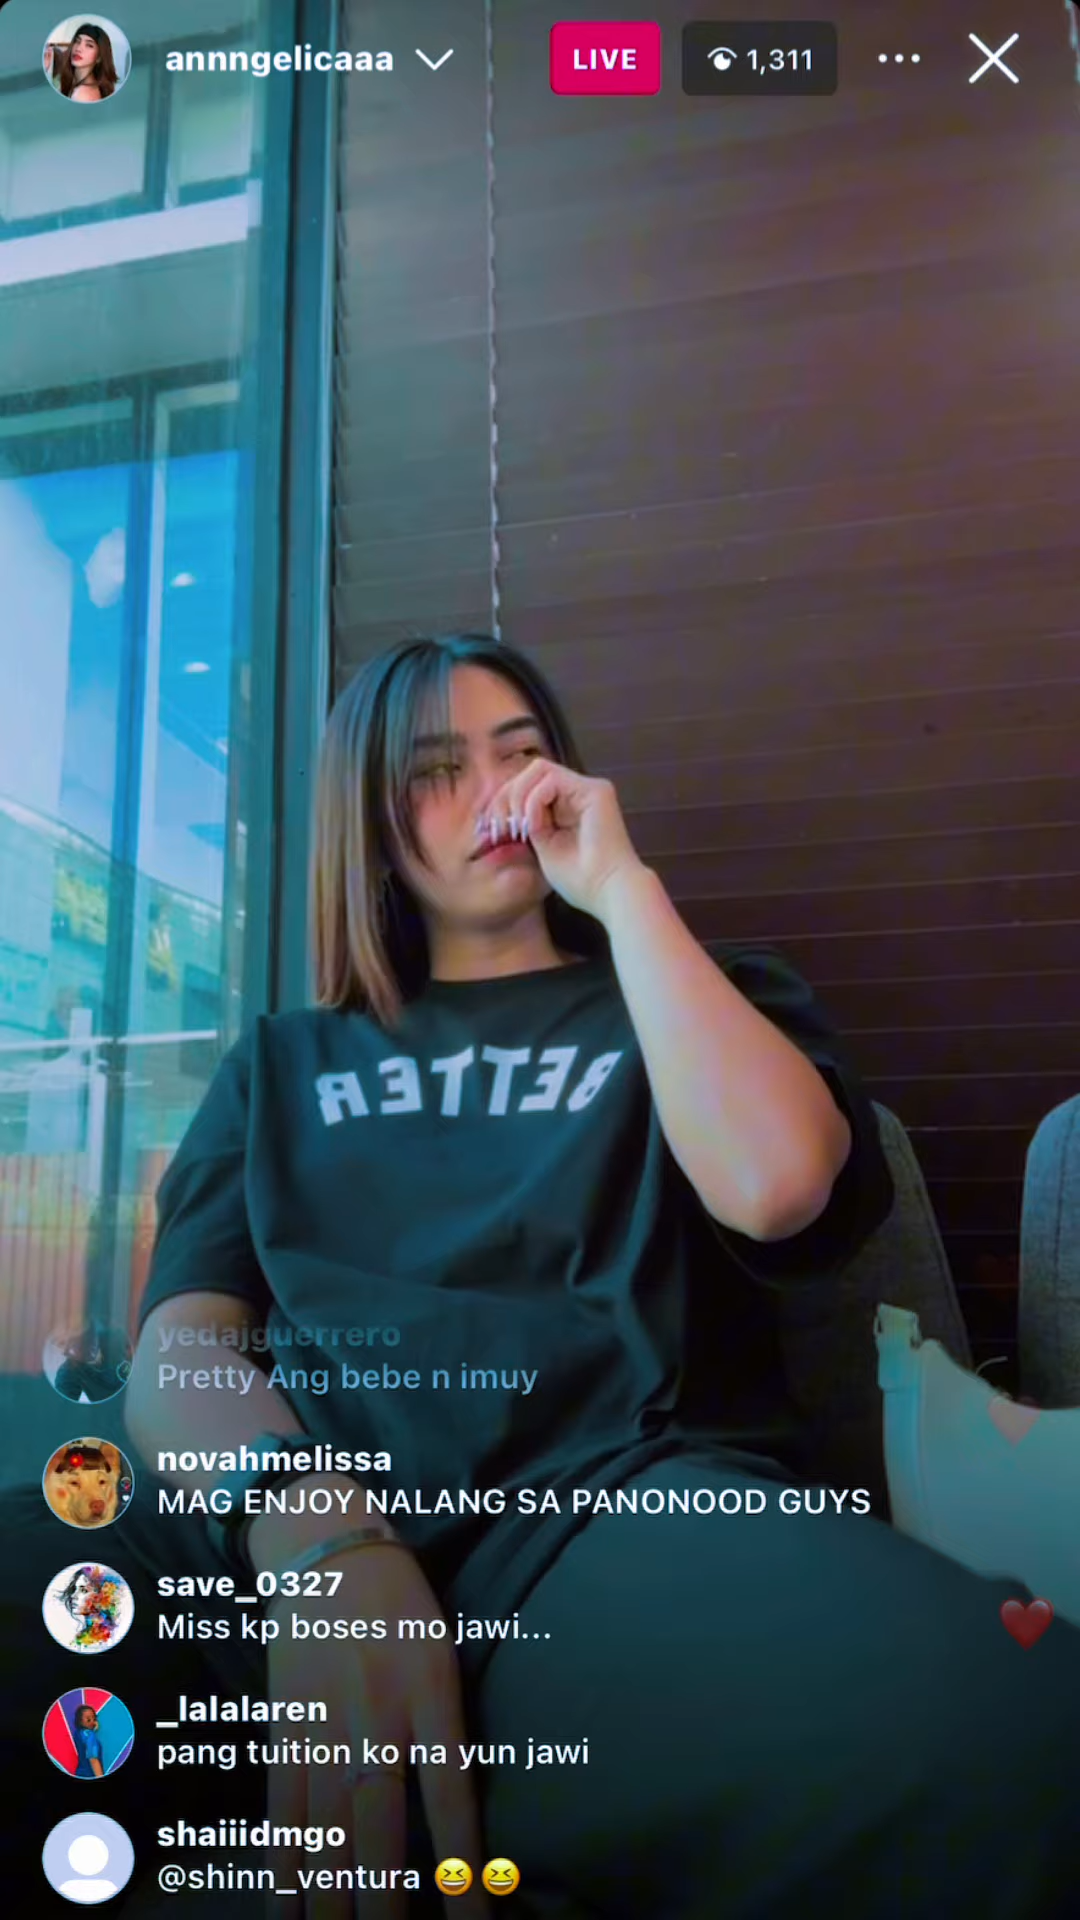 annngelicaaa
LIVE
1,311
BETTER
yedajguerrero
Pretty Ang bebe n imuy
novahmelissa
MAG ENJOY NALANG SA PANONOOD GUYS
save_0327
Miss kp boses mo jawi...
_lalalaren
pang tuition ko na yun jawi
shaiiidmgo
@shinn_ventura 😆😆